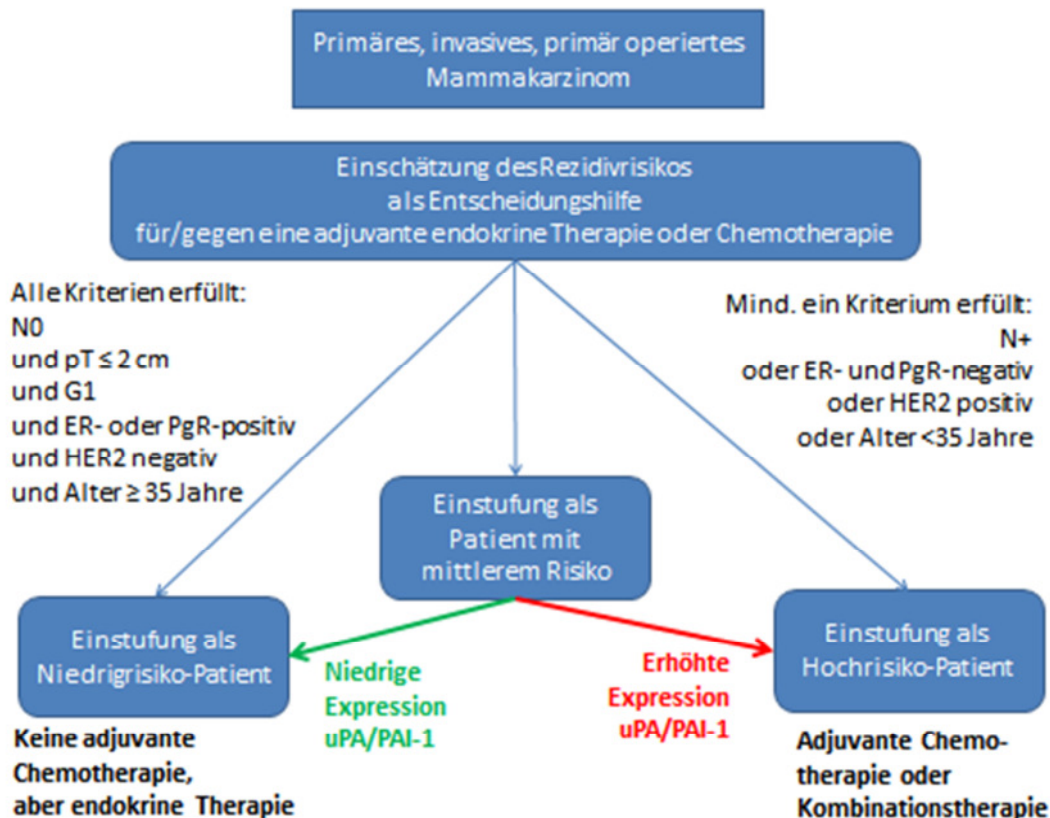 Primäres, invasives, primär operiertes
Mammakarzinom
Einschätzung des Rezidivrisikos
als Entscheidungshilfe
für/gegen eine adjuvante endokrine Therapie oder Chemotherapie
Alle Kriterien erfüllt:
N0
und pT ≤ 2 cm
und G1
und ER- oder PgR-positiv
und HER2 negativ
und Alter ≥ 35 Jahre
Mind. ein Kriterium erfüllt:
N+
oder ER- und PgR-negativ
oder HER2 positiv
oder Alter <35 Jahre
Einstufung als
Patient mit
mittlerem Risiko
Einstufung als
Niedrigrisiko-Patient
Niedrige
Expression
uPA/PAI-1
Erhöhte
Expression
uPA/PAI-1
Einstufung als
Hochrisiko-Patient
Keine adjuvante
Chemotherapie,
aber endokrine Therapie
Adjuvante Chemo-
therapie oder
Kombinationstherapie